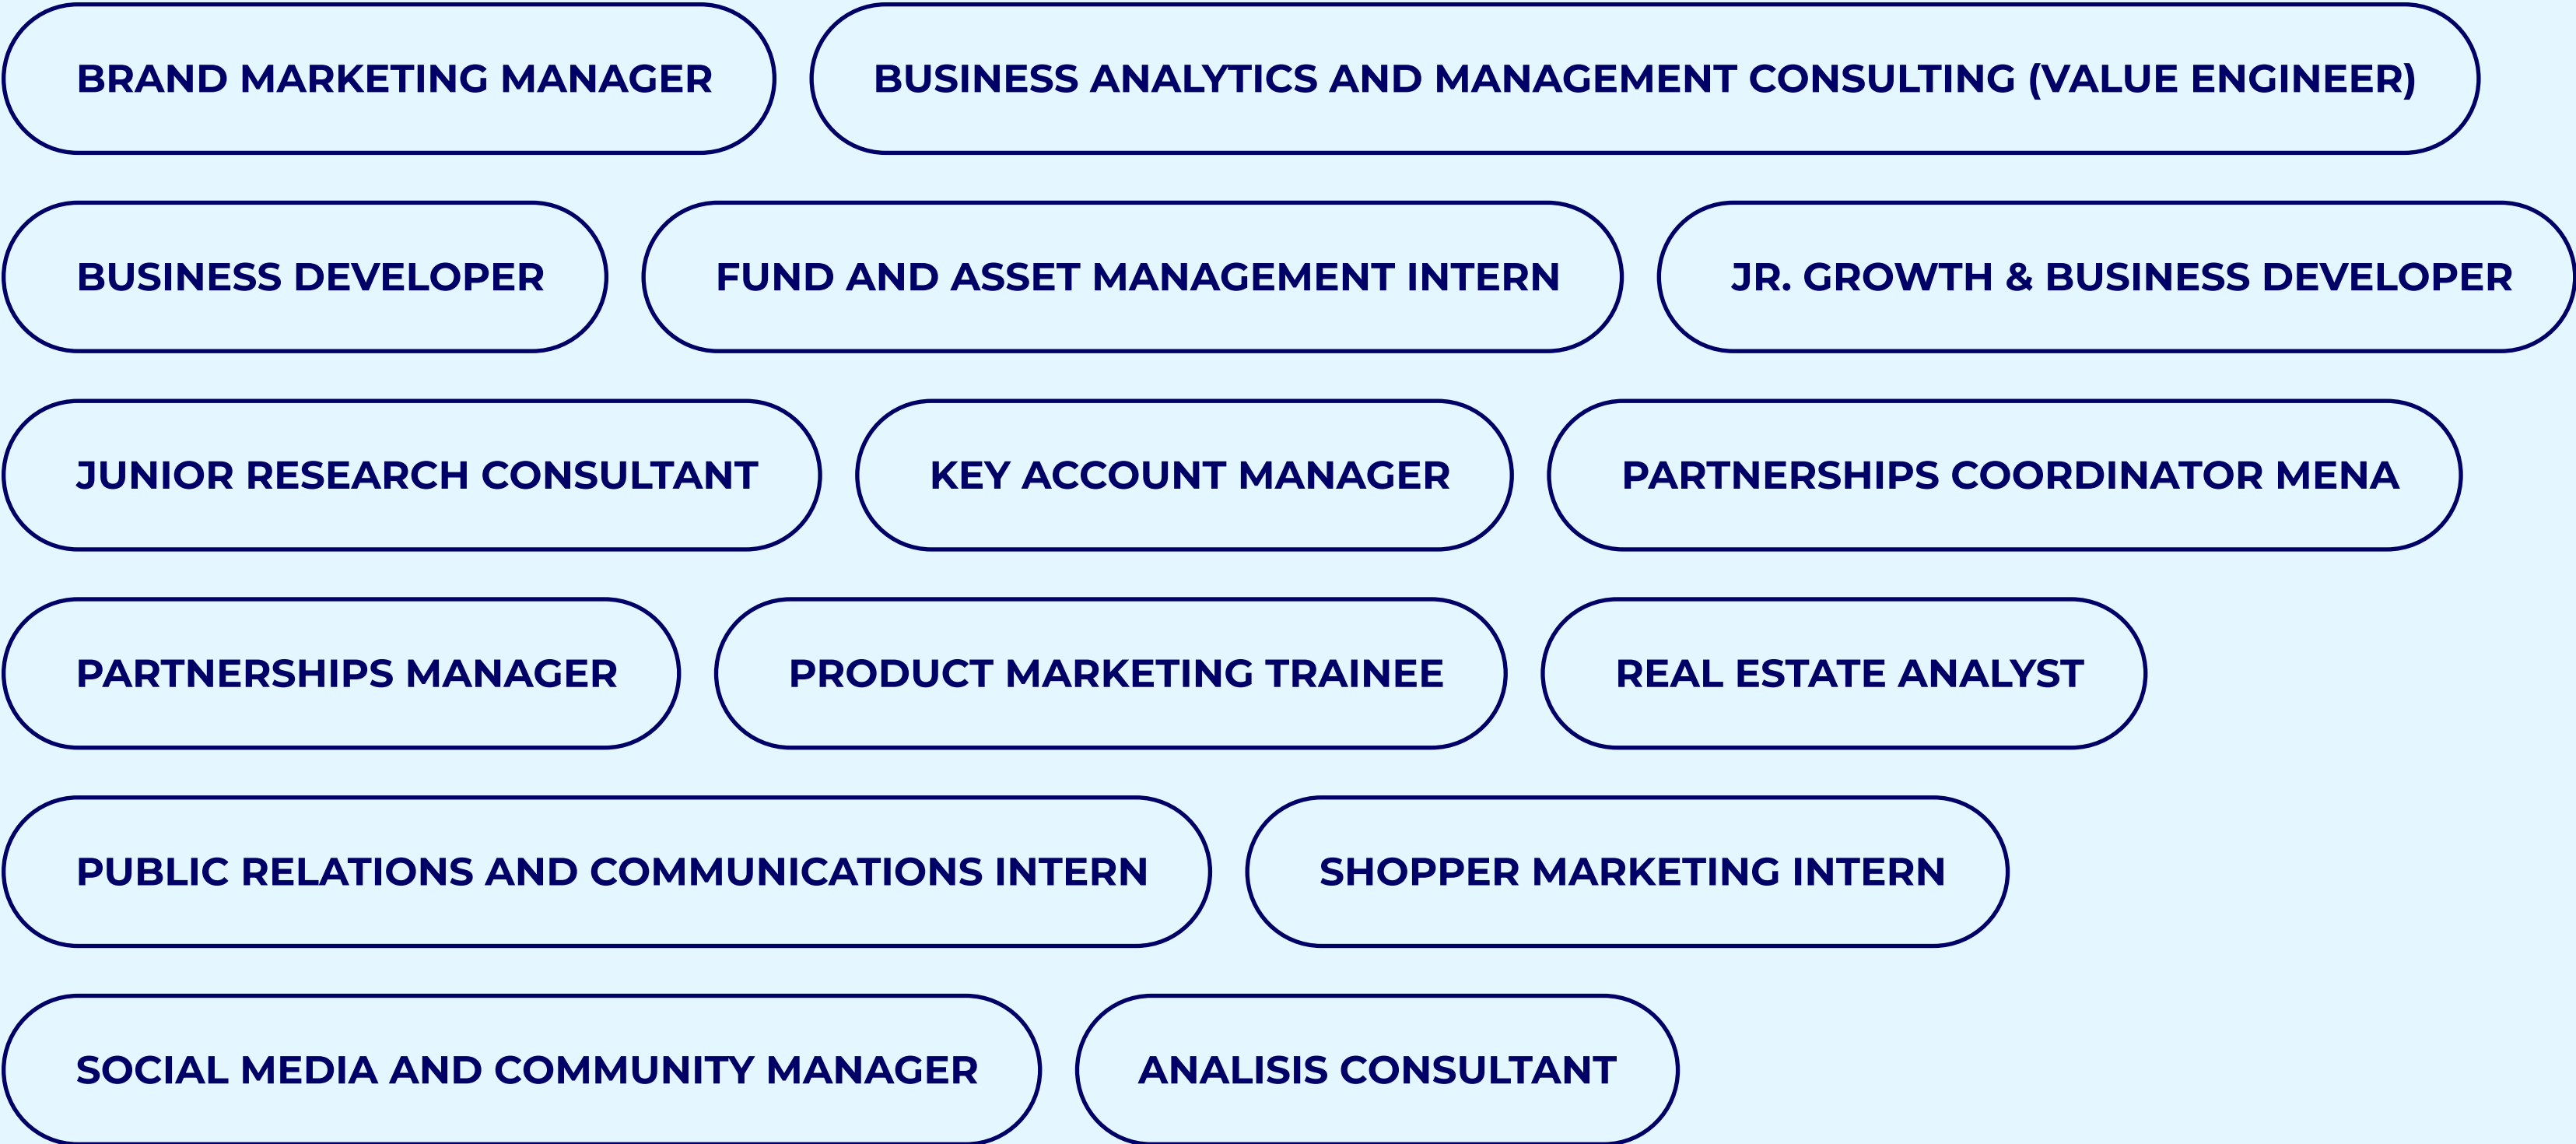 BRAND MARKETING MANAGER
BUSINESS ANALYTICS AND MANAGEMENT CONSULTING (VALUE ENGINEER)
BUSINESS DEVELOPER
FUND AND ASSET MANAGEMENT INTERN
JR. GROWTH & BUSINESS DEVELOPER
JUNIOR RESEARCH CONSULTANT
KEY ACCOUNT MANAGER
PARTNERSHIPS COORDINATOR MENA
PARTNERSHIPS MANAGER
PRODUCT MARKETING TRAINEE
REAL ESTATE ANALYST
PUBLIC RELATIONS AND COMMUNICATIONS INTERN
SHOPPER MARKETING INTERN
SOCIAL MEDIA AND COMMUNITY MANAGER
ANALISIS CONSULTANT